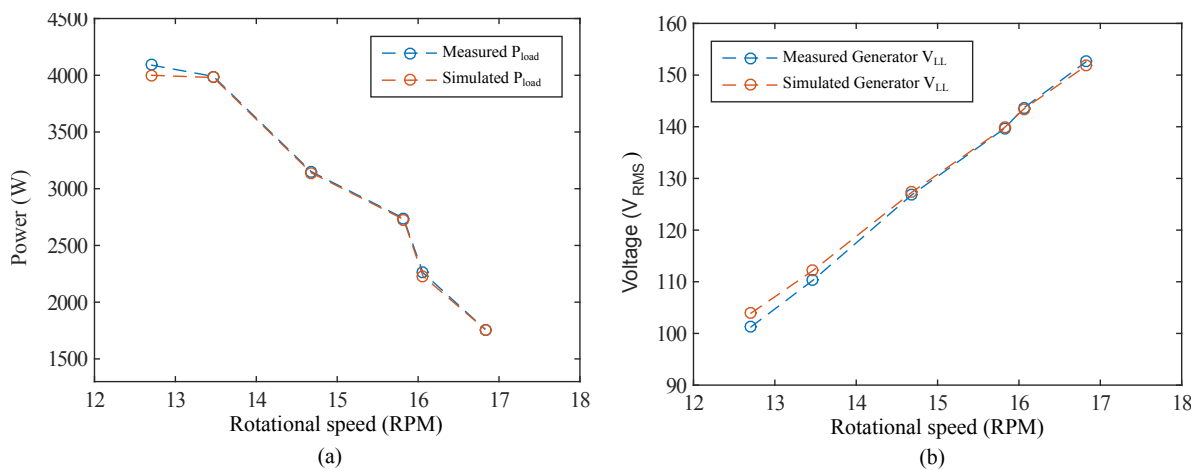 4500
4000
3500
3000
2500
2000
1500
12 13 14 15 16 17 18
Power (W)
Rotational speed (RPM)
Measured P_load
Simulated P_load
(a)
160
150
140
130
120
110
100
90
12 13 14 15 16 17 18
Voltage (V_RMS)
Rotational speed (RPM)
Measured Generator V_LL
Simulated Generator V_LL
(b)